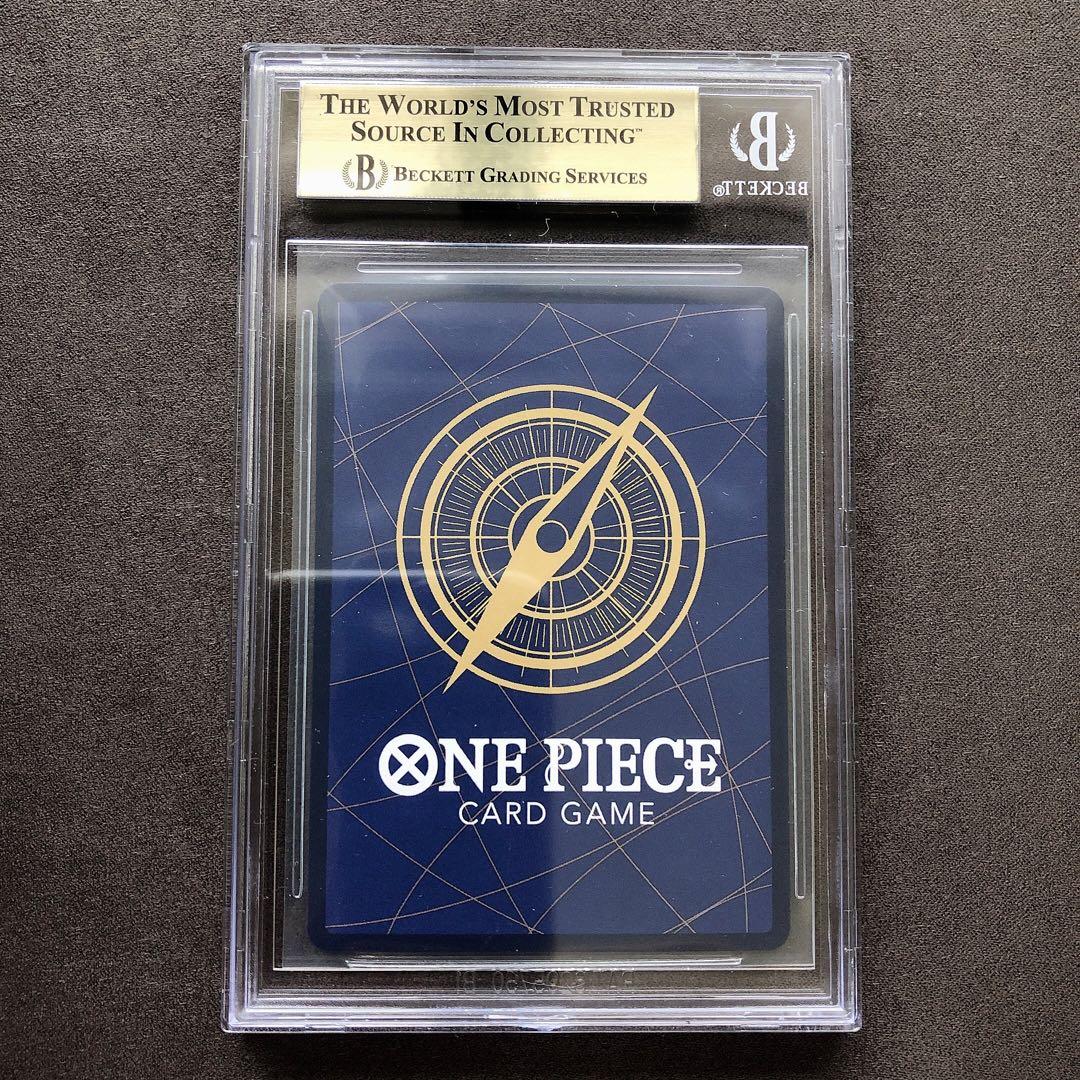 THE WORLD'S MOST TRUSTED
SOURCE IN COLLECTING™
B BECKETT GRADING SERVICES
B
BECKETT®
ONE PIECE
CARD GAME